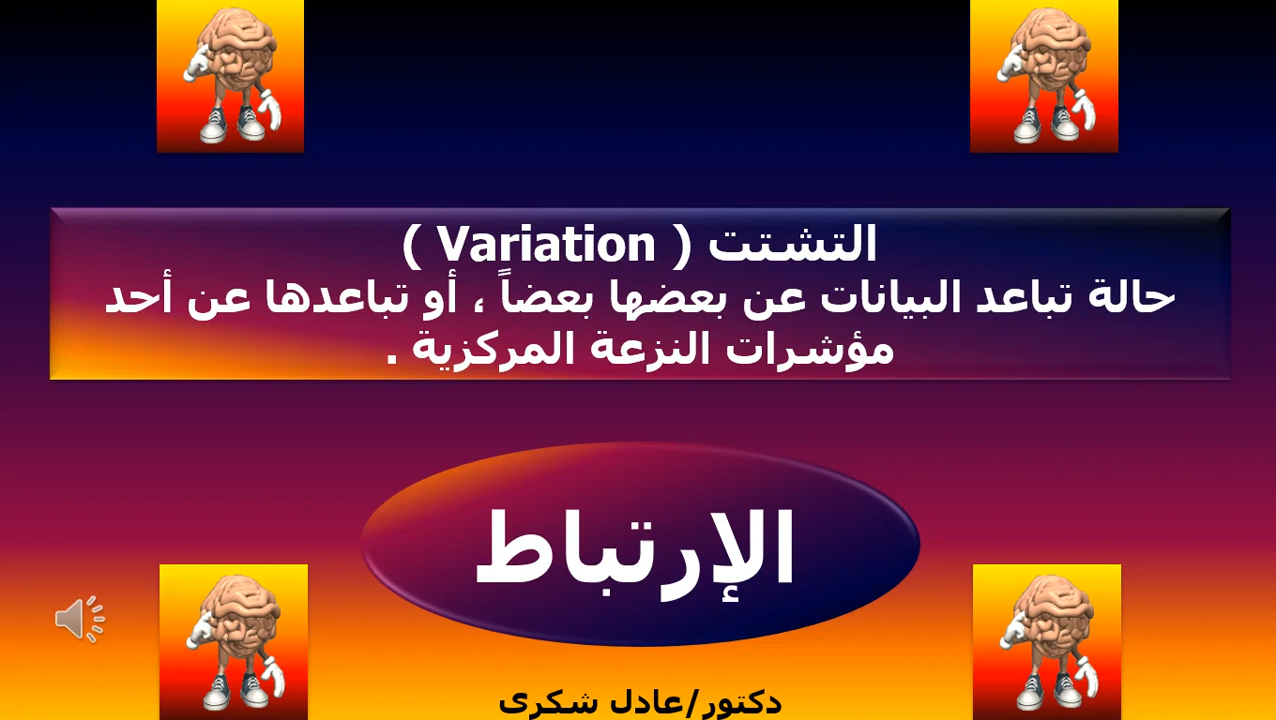 التشتت ( Variation )
حالة تباعد البيانات عن بعضها بعضاً ، أو تباعدها عن أحد
مؤشرات النزعة المركزية .
الإرتباط
دكتور/عادل شكرى